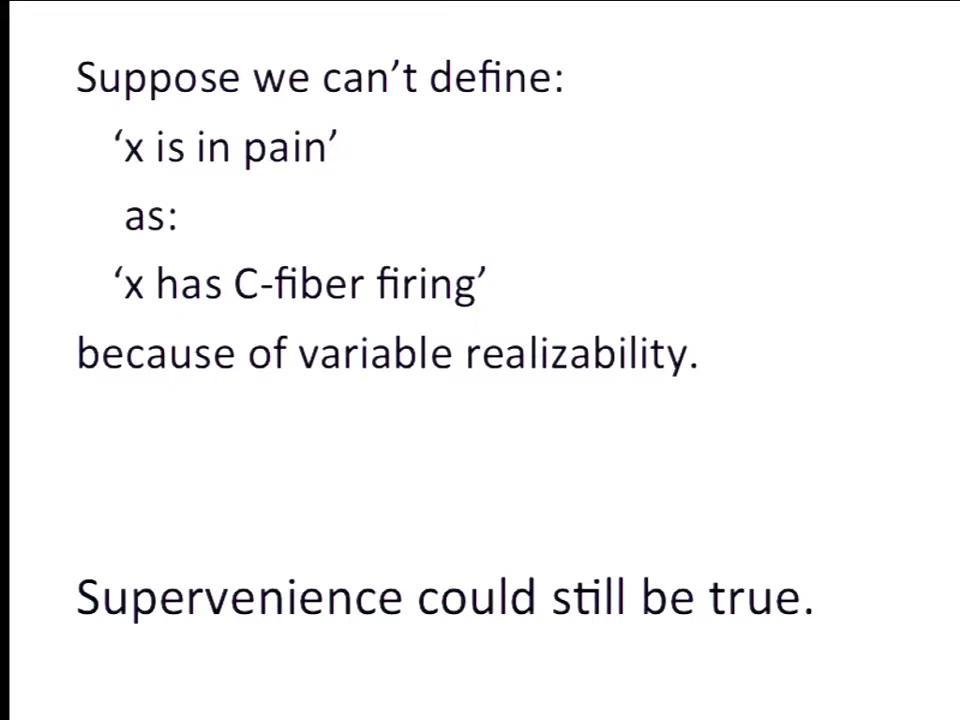 Suppose we can’t define:
‘x is in pain’
as:
‘x has C-fiber firing’
because of variable realizability.
Supervenience could still be true.